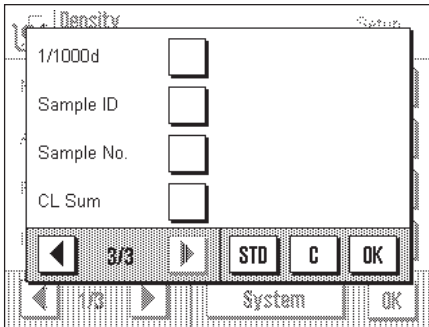 Density Setup
1/1000d
Sample ID
Sample No.
CL Sum
3/3 STD C OK
1/3 System OK